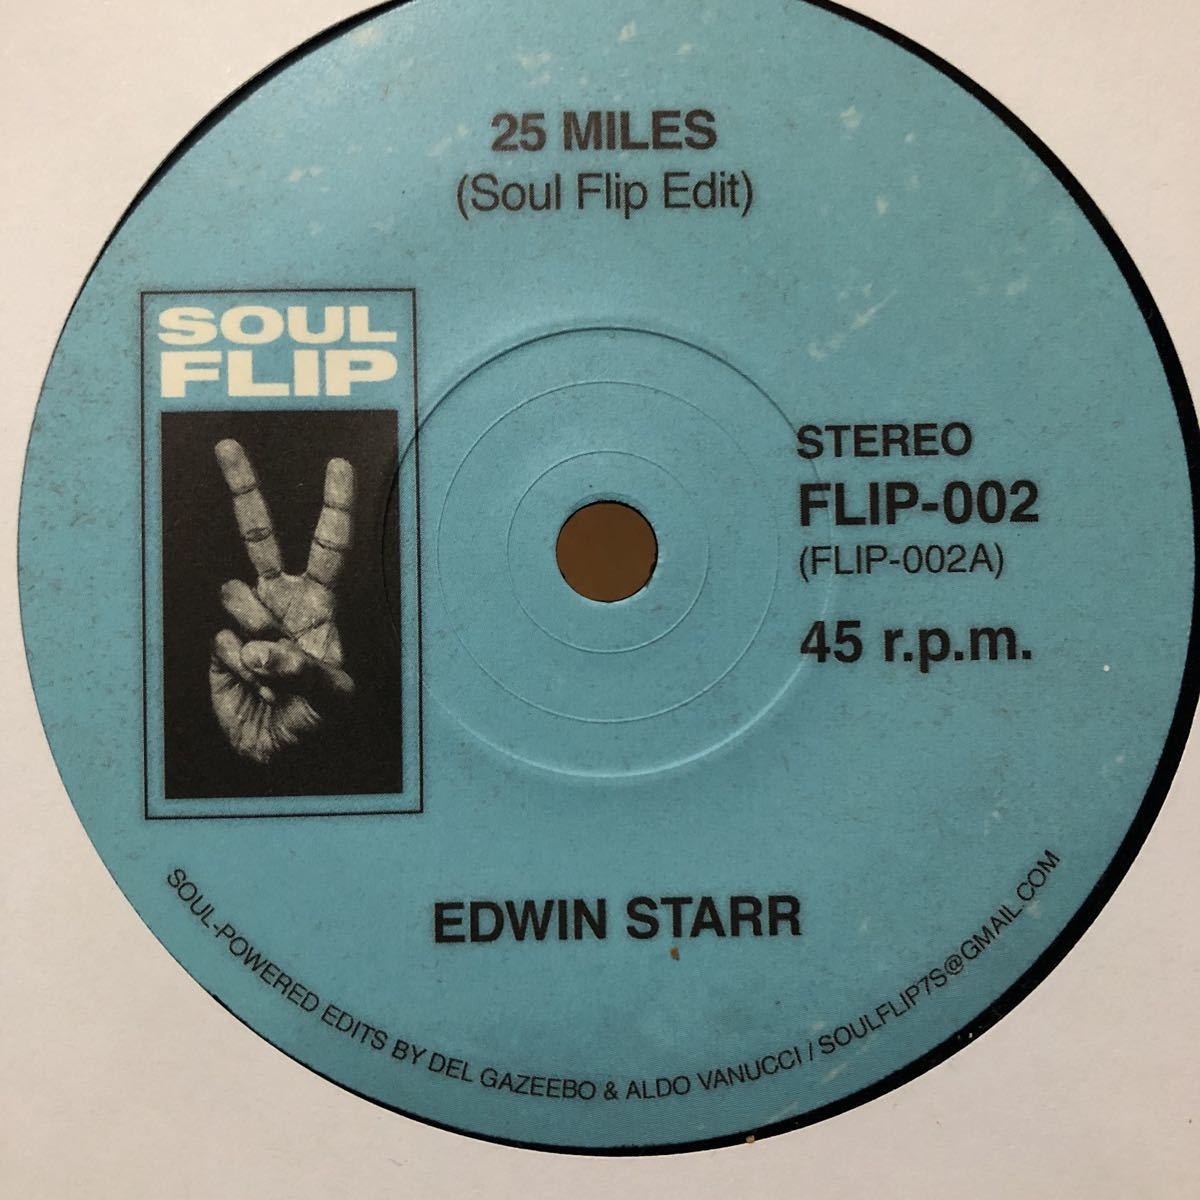 25 MILES
(Soul Flip Edit)
SOUL
FLIP
STEREO
FLIP-002
(FLIP-002A)
45 r.p.m.
EDWIN STARR
SOUL-POWERED EDITS BY DEL GAZEEBO & ALDO VANUCCI / SOULFLIP7S@GMAIL.COM